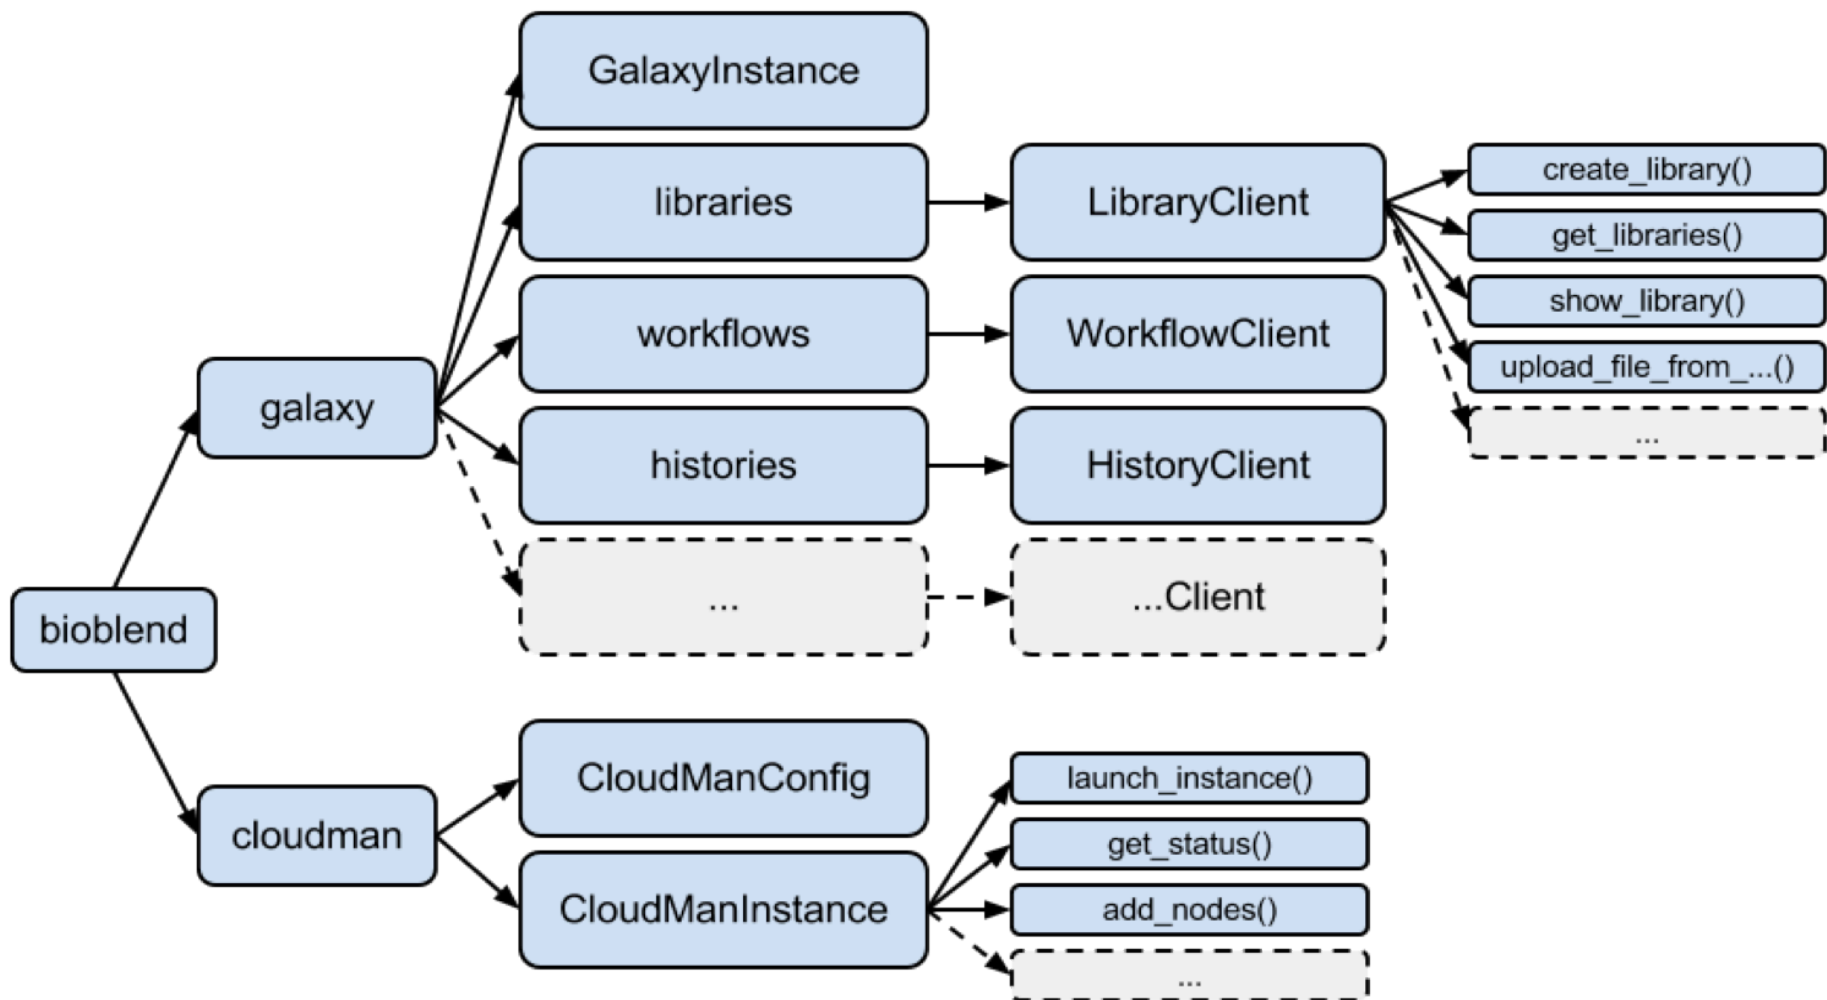 GalaxyInstance
libraries
LibraryClient
create_library()
get_libraries()
show_library()
upload_file_from_...()
...
workflows
WorkflowClient
galaxy
histories
HistoryClient
...
...Client
bioblend
CloudManConfig
cloudman
CloudManInstance
launch_instance()
get_status()
add_nodes()
...